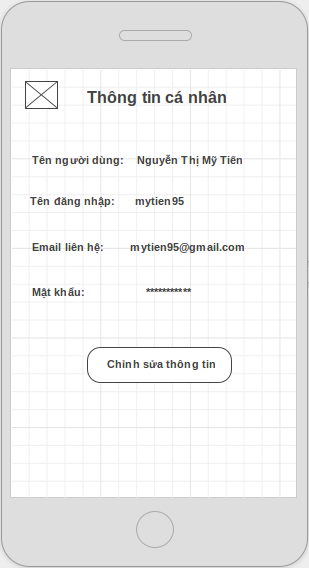 Thông tin cá nhân
Tên người dùng: Nguyễn Thị Mỹ Tiến
Tên đăng nhập: mytien95
Email liên hệ: mytien95@gmail.com
Mật khẩu: ***********
Chỉnh sửa thông tin